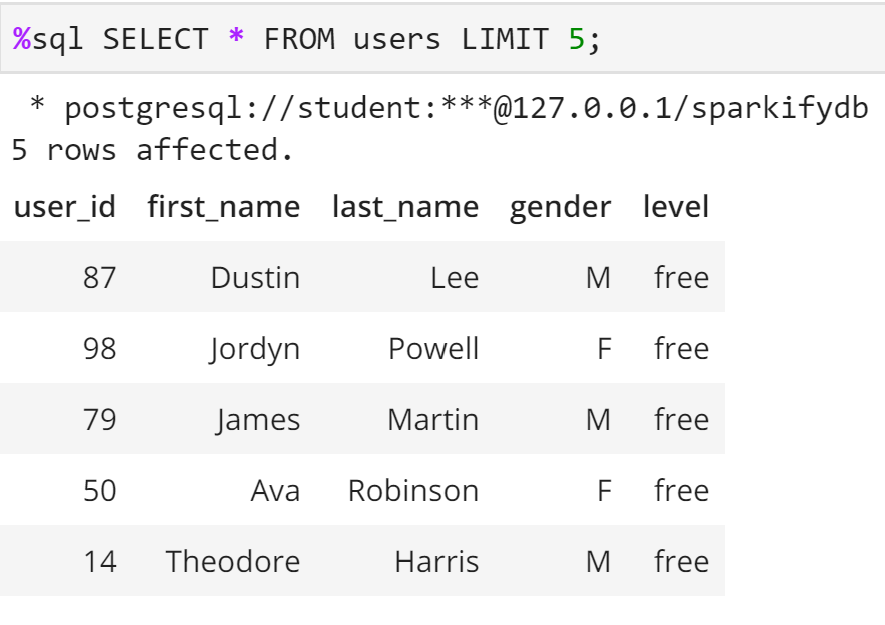 %sql SELECT * FROM users LIMIT 5;
* postgresql://student:***@127.0.0.1/sparkifydb
5 rows affected.
user_id first_name last_name gender level
87 Dustin Lee M free
98 Jordyn Powell F free
79 James Martin M free
50 Ava Robinson F free
14 Theodore Harris M free